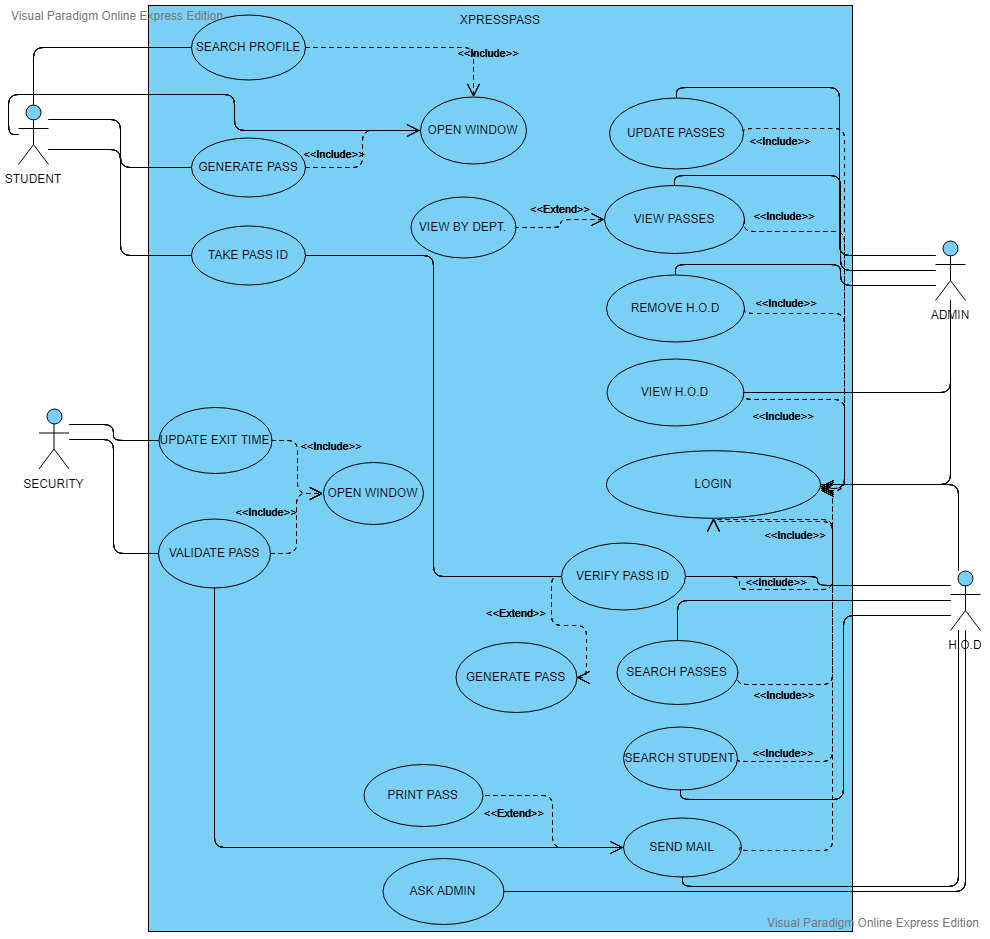 Visual Paradigm Online Express Edition
XPRESSPASS
SEARCH PROFILE
<<Include>>
OPEN WINDOW
UPDATE PASSES
<<Include>>
GENERATE PASS
<<Include>>
STUDENT
VIEW BY DEPT.
<<Extend>>
VIEW PASSES
<<Include>>
TAKE PASS ID
REMOVE H.O.D
<<Include>>
ADMIN
VIEW H.O.D
<<Include>>
UPDATE EXIT TIME
<<Include>>
SECURITY
OPEN WINDOW
LOGIN
<<Include>>
<<Include>>
VALIDATE PASS
VERIFY PASS ID
<<Include>>
<<Extend>>
H.O.D
GENERATE PASS
SEARCH PASSES
<<Include>>
SEARCH STUDENT
<<Include>>
PRINT PASS
<<Extend>>
SEND MAIL
ASK ADMIN
Visual Paradigm Online Express Edition